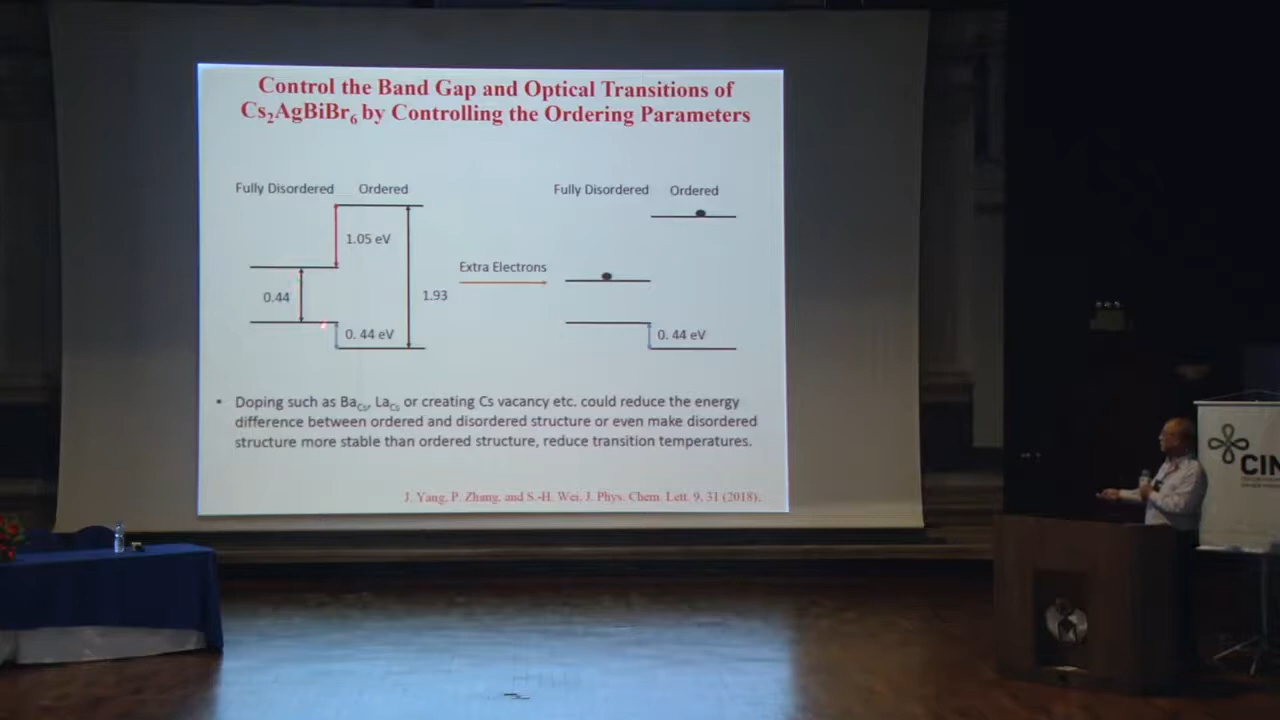 Control the Band Gap and Optical Transitions of
Cs₂AgBiBr₆ by Controlling the Ordering Parameters
Fully Disordered Ordered
1.05 eV
0.44
1.93
0. 44 eV
Extra Electrons
Fully Disordered Ordered
0. 44 eV
• Doping such as Ba_Cs, La_Cs or creating Cs vacancy etc. could reduce the energy
difference between ordered and disordered structure or even make disordered
structure more stable than ordered structure, reduce transition temperatures.
J. Yang, P. Zhang, and S.-H. Wei, J. Phys. Chem. Lett. 9, 31 (2018).